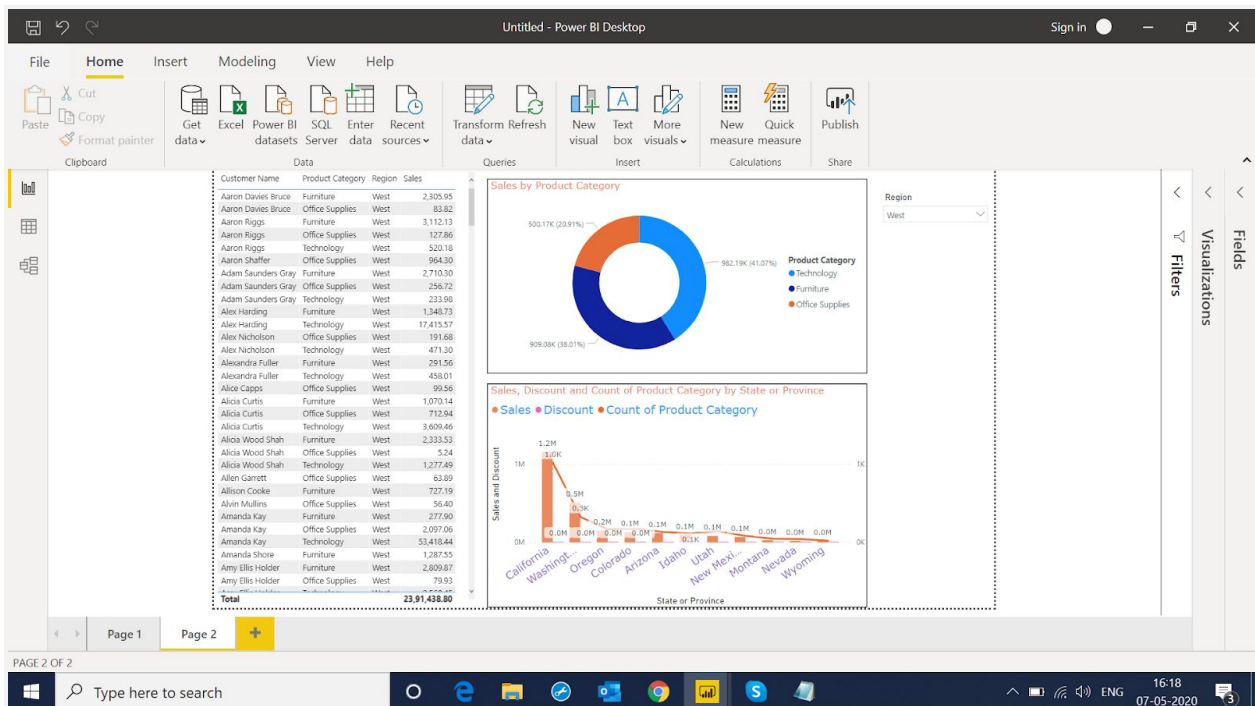 Untitled - Power BI Desktop
Sign in
File Home Insert Modeling View Help
Paste
Cut
Copy
Format painter
Get data
Excel
Power BI datasets
SQL Server
Enter data
Recent sources
Transform data
Refresh
New visual
Text box
More visuals
New measure
Quick measure
Publish
Clipboard
Data
Queries
Insert
Calculations
Share
Customer Name Product Category Region Sales
Aaron Davies Bruce Furniture West 2,305.95
Aaron Davies Bruce Office Supplies West 83.82
Aaron Riggs Furniture West 3,112.13
Aaron Riggs Office Supplies West 127.86
Aaron Riggs Technology West 520.18
Aaron Shaffer Office Supplies West 964.30
Adam Saunders Gray Furniture West 2,710.30
Adam Saunders Gray Office Supplies West 256.72
Adam Saunders Gray Technology West 233.98
Alex Harding Furniture West 1,348.73
Alex Harding Technology West 17,415.57
Alex Nicholson Office Supplies West 191.68
Alex Nicholson Technology West 471.30
Alexandra Fuller Furniture West 291.56
Alexandra Fuller Technology West 458.01
Alice Capps Office Supplies West 99.56
Alicia Curtis Furniture West 1,070.14
Alicia Curtis Office Supplies West 712.94
Alicia Curtis Technology West 3,609.46
Alicia Wood Shah Furniture West 2,333.53
Alicia Wood Shah Office Supplies West 5.24
Alicia Wood Shah Technology West 1,277.49
Allen Garrett Office Supplies West 63.89
Allison Cooke Furniture West 727.19
Alvin Mullins Office Supplies West 56.40
Amanda Kay Furniture West 277.90
Amanda Kay Office Supplies West 2,097.06
Amanda Kay Technology West 53,418.44
Amanda Shore Furniture West 1,287.55
Amy Ellis Holder Furniture West 2,809.87
Amy Ellis Holder Office Supplies West 79.93
Total 23,91,438.80
Sales by Product Category
500.17K (20.91%)
982.19K (41.07%)
909.08K (38.01%)
Product Category
Technology
Furniture
Office Supplies
Region
West
Sales, Discount and Count of Product Category by State or Province
Sales Discount Count of Product Category
Sales and Discount
1M
0M
1K
0K
1.2M
1.0K
0.5M
0.3K
0.2M 0.1M 0.1M 0.1M 0.1M 0.1M 0.0M 0.0M 0.0M
0.0M 0.0M 0.0M 0.0M 0.1K
California Washingt... Oregon Colorado Arizona Idaho Utah New Mexi... Montana Nevada Wyoming
State or Province
Filters
Visualizations
Fields
Page 1 Page 2
PAGE 2 OF 2
Type here to search
ENG
16:18
07-05-2020
3